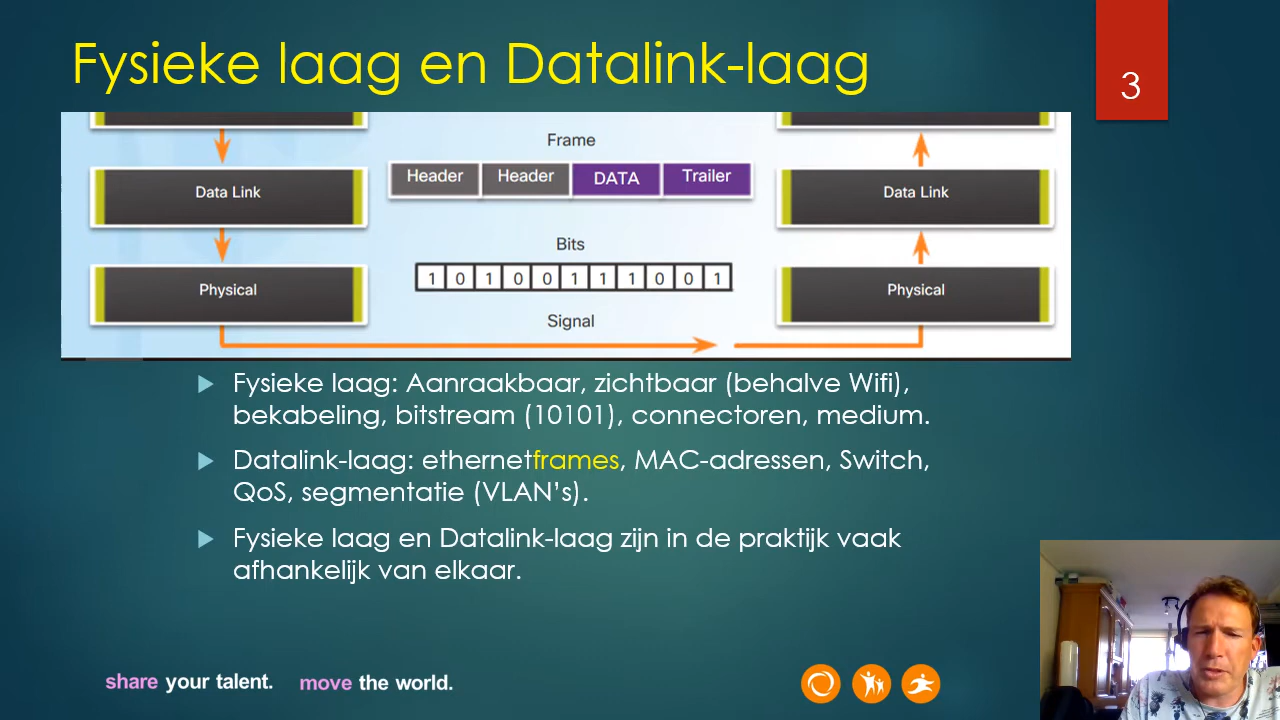 Fysieke laag en Datalink-laag
3
Frame
Header Header DATA Trailer
Data Link
Data Link
Bits
1 0 1 0 0 1 1 1 0 0 1
Physical
Physical
Signal
Fysieke laag: Aanraakbaar, zichtbaar (behalve Wifi),
bekabeling, bitstream (10101), connectoren, medium.
Datalink-laag: ethernetframes, MAC-adressen, Switch,
QoS, segmentatie (VLAN's).
Fysieke laag en Datalink-laag zijn in de praktijk vaak
afhankelijk van elkaar.
share your talent. move the world.